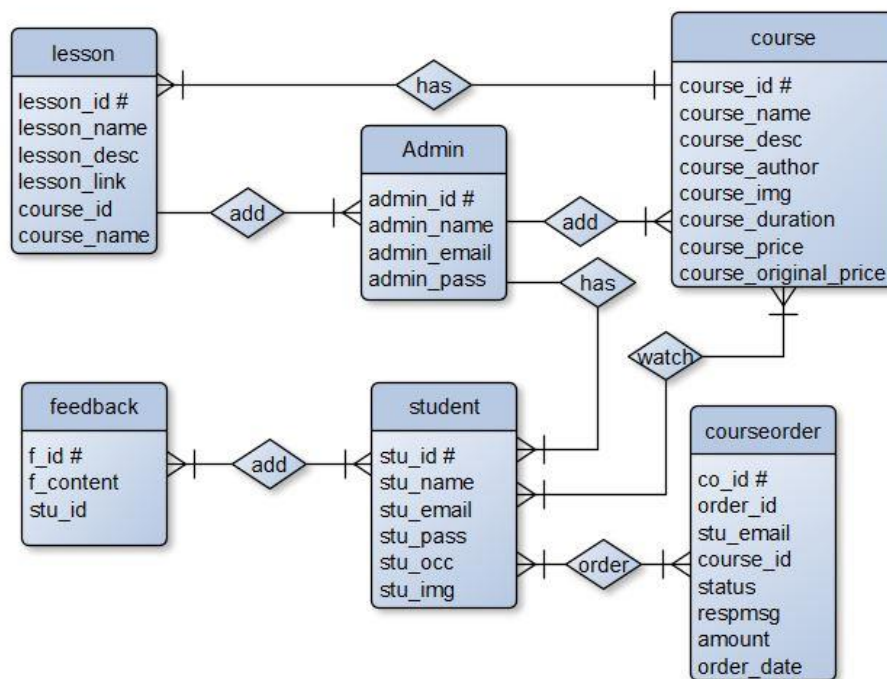 lesson
lesson_id #
lesson_name
lesson_desc
lesson_link
course_id
course_name
has
course
course_id #
course_name
course_desc
course_author
course_img
course_duration
course_price
course_original_price
add
Admin
admin_id #
admin_name
admin_email
admin_pass
add
has
watch
feedback
f_id #
f_content
stu_id
add
student
stu_id #
stu_name
stu_email
stu_pass
stu_occ
stu_img
order
courseorder
co_id #
order_id
stu_email
course_id
status
respmsg
amount
order_date